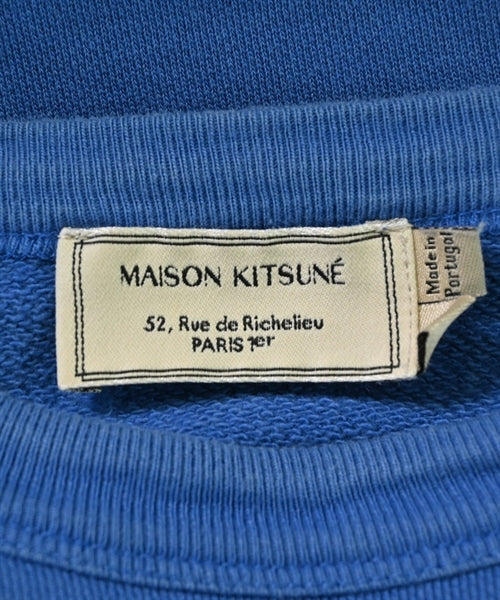 MAISON KITSUNÉ
52, Rue de Richelieu
PARIS 1er
Made in
Portugal